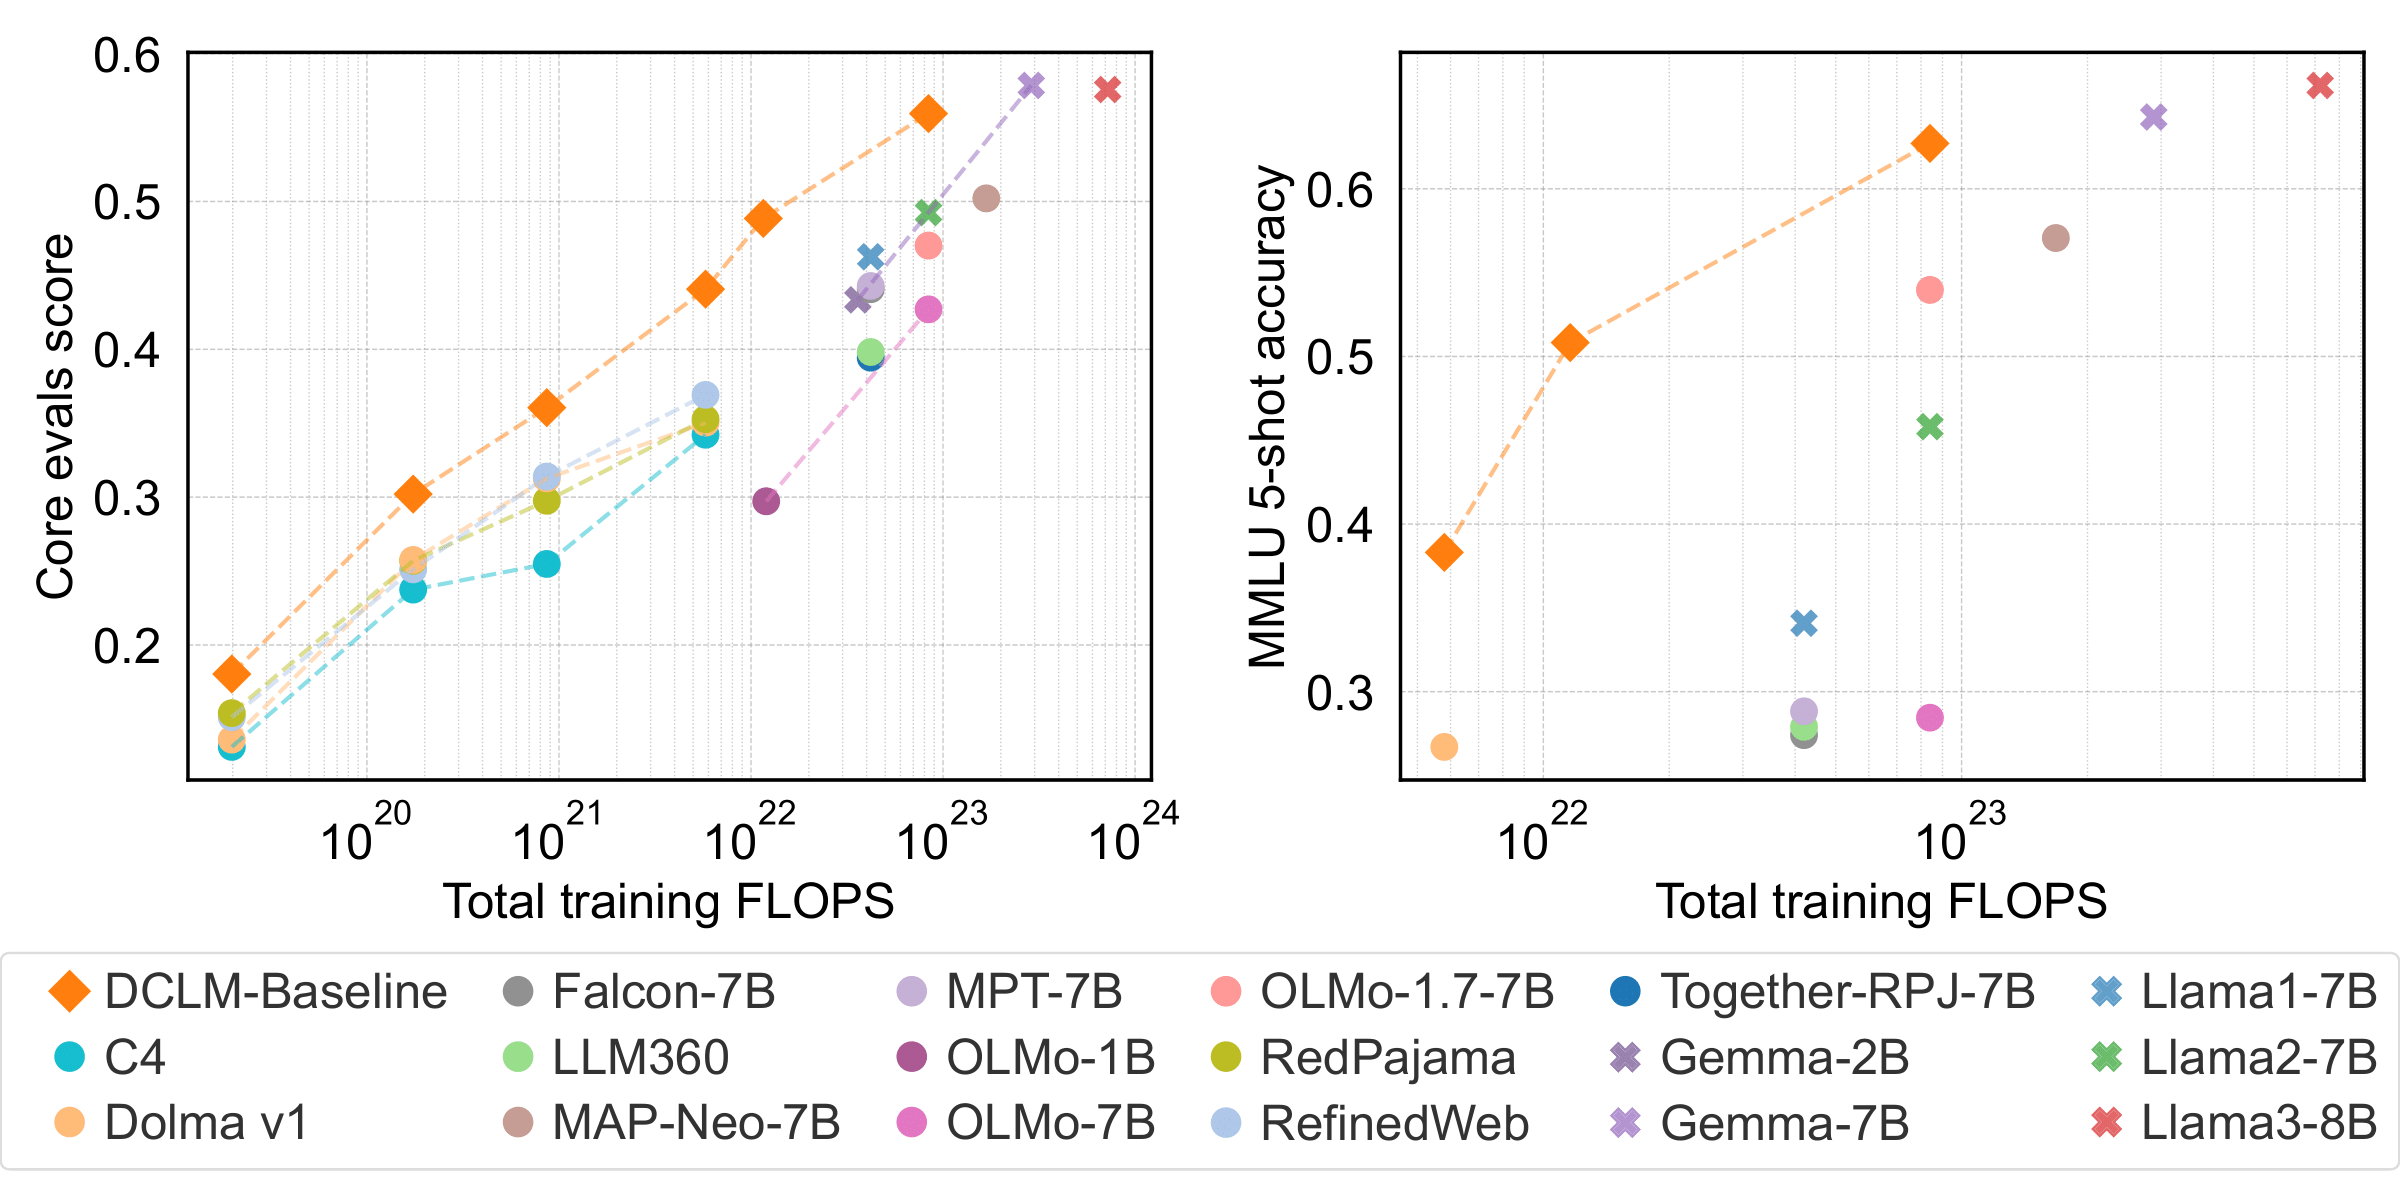 Core evals score
0.6
0.5
0.4
0.3
0.2
10^20
10^21
10^22
10^23
10^24
Total training FLOPS
MMLU 5-shot accuracy
0.6
0.5
0.4
0.3
10^22
10^23
Total training FLOPS
DCLM-Baseline
C4
Dolma v1
Falcon-7B
LLM360
MAP-Neo-7B
MPT-7B
OLMo-1B
OLMo-7B
OLMo-1.7-7B
RedPajama
RefinedWeb
Together-RPJ-7B
Gemma-2B
Gemma-7B
Llama1-7B
Llama2-7B
Llama3-8B